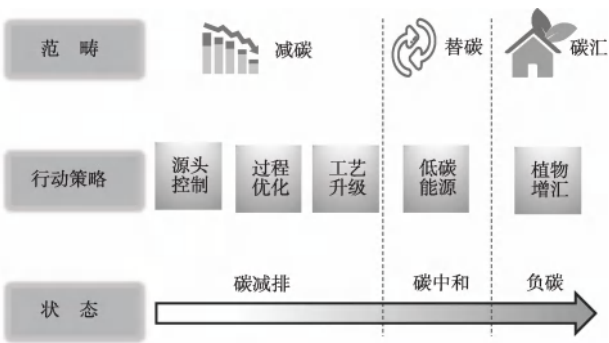 范 畴
减碳
替碳
碳汇
行动策略
源头
控制
过程
优化
工艺
升级
低碳
能源
植物
增汇
状 态
碳减排
碳中和
负碳